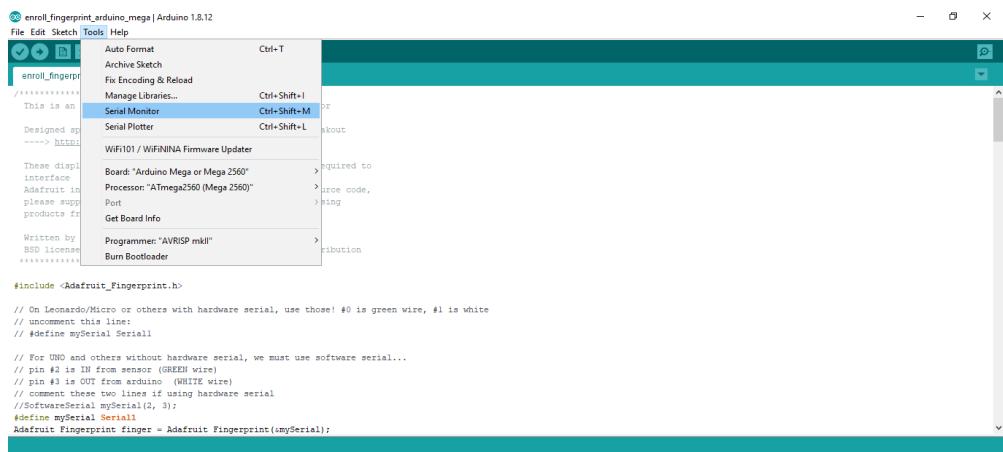 enroll_fingerprint_arduino_mega | Arduino 1.8.12
File Edit Sketch Tools Help
Auto Format Ctrl+T
Archive Sketch
enroll_fingerpr
Fix Encoding & Reload
/************
Manage Libraries... Ctrl+Shift+I
This is an
Serial Monitor Ctrl+Shift+M
or
Designed sp
Serial Plotter Ctrl+Shift+L
akout
----> http:
WiFi101 / WiFiNINA Firmware Updater
These displ
Board: "Arduino Mega or Mega 2560"
equired to
interface
Adafruit in
Processor: "ATmega2560 (Mega 2560)"
urce code,
please supp
Port
sing
products fr
Get Board Info
Written by
Programmer: "AVRISP mkII"
BSD license
Burn Bootloader
ribution
************
#include <Adafruit_Fingerprint.h>
// On Leonardo/Micro or others with hardware serial, use those! #0 is green wire, #1 is white
// uncomment this line:
// #define mySerial Serial1
// For UNO and others without hardware serial, we must use software serial...
// pin #2 is IN from sensor (GREEN wire)
// pin #3 is OUT from arduino (WHITE wire)
// comment these two lines if using hardware serial
//SoftwareSerial mySerial(2, 3);
#define mySerial Serial1
Adafruit_Fingerprint finger = Adafruit_Fingerprint(&mySerial);